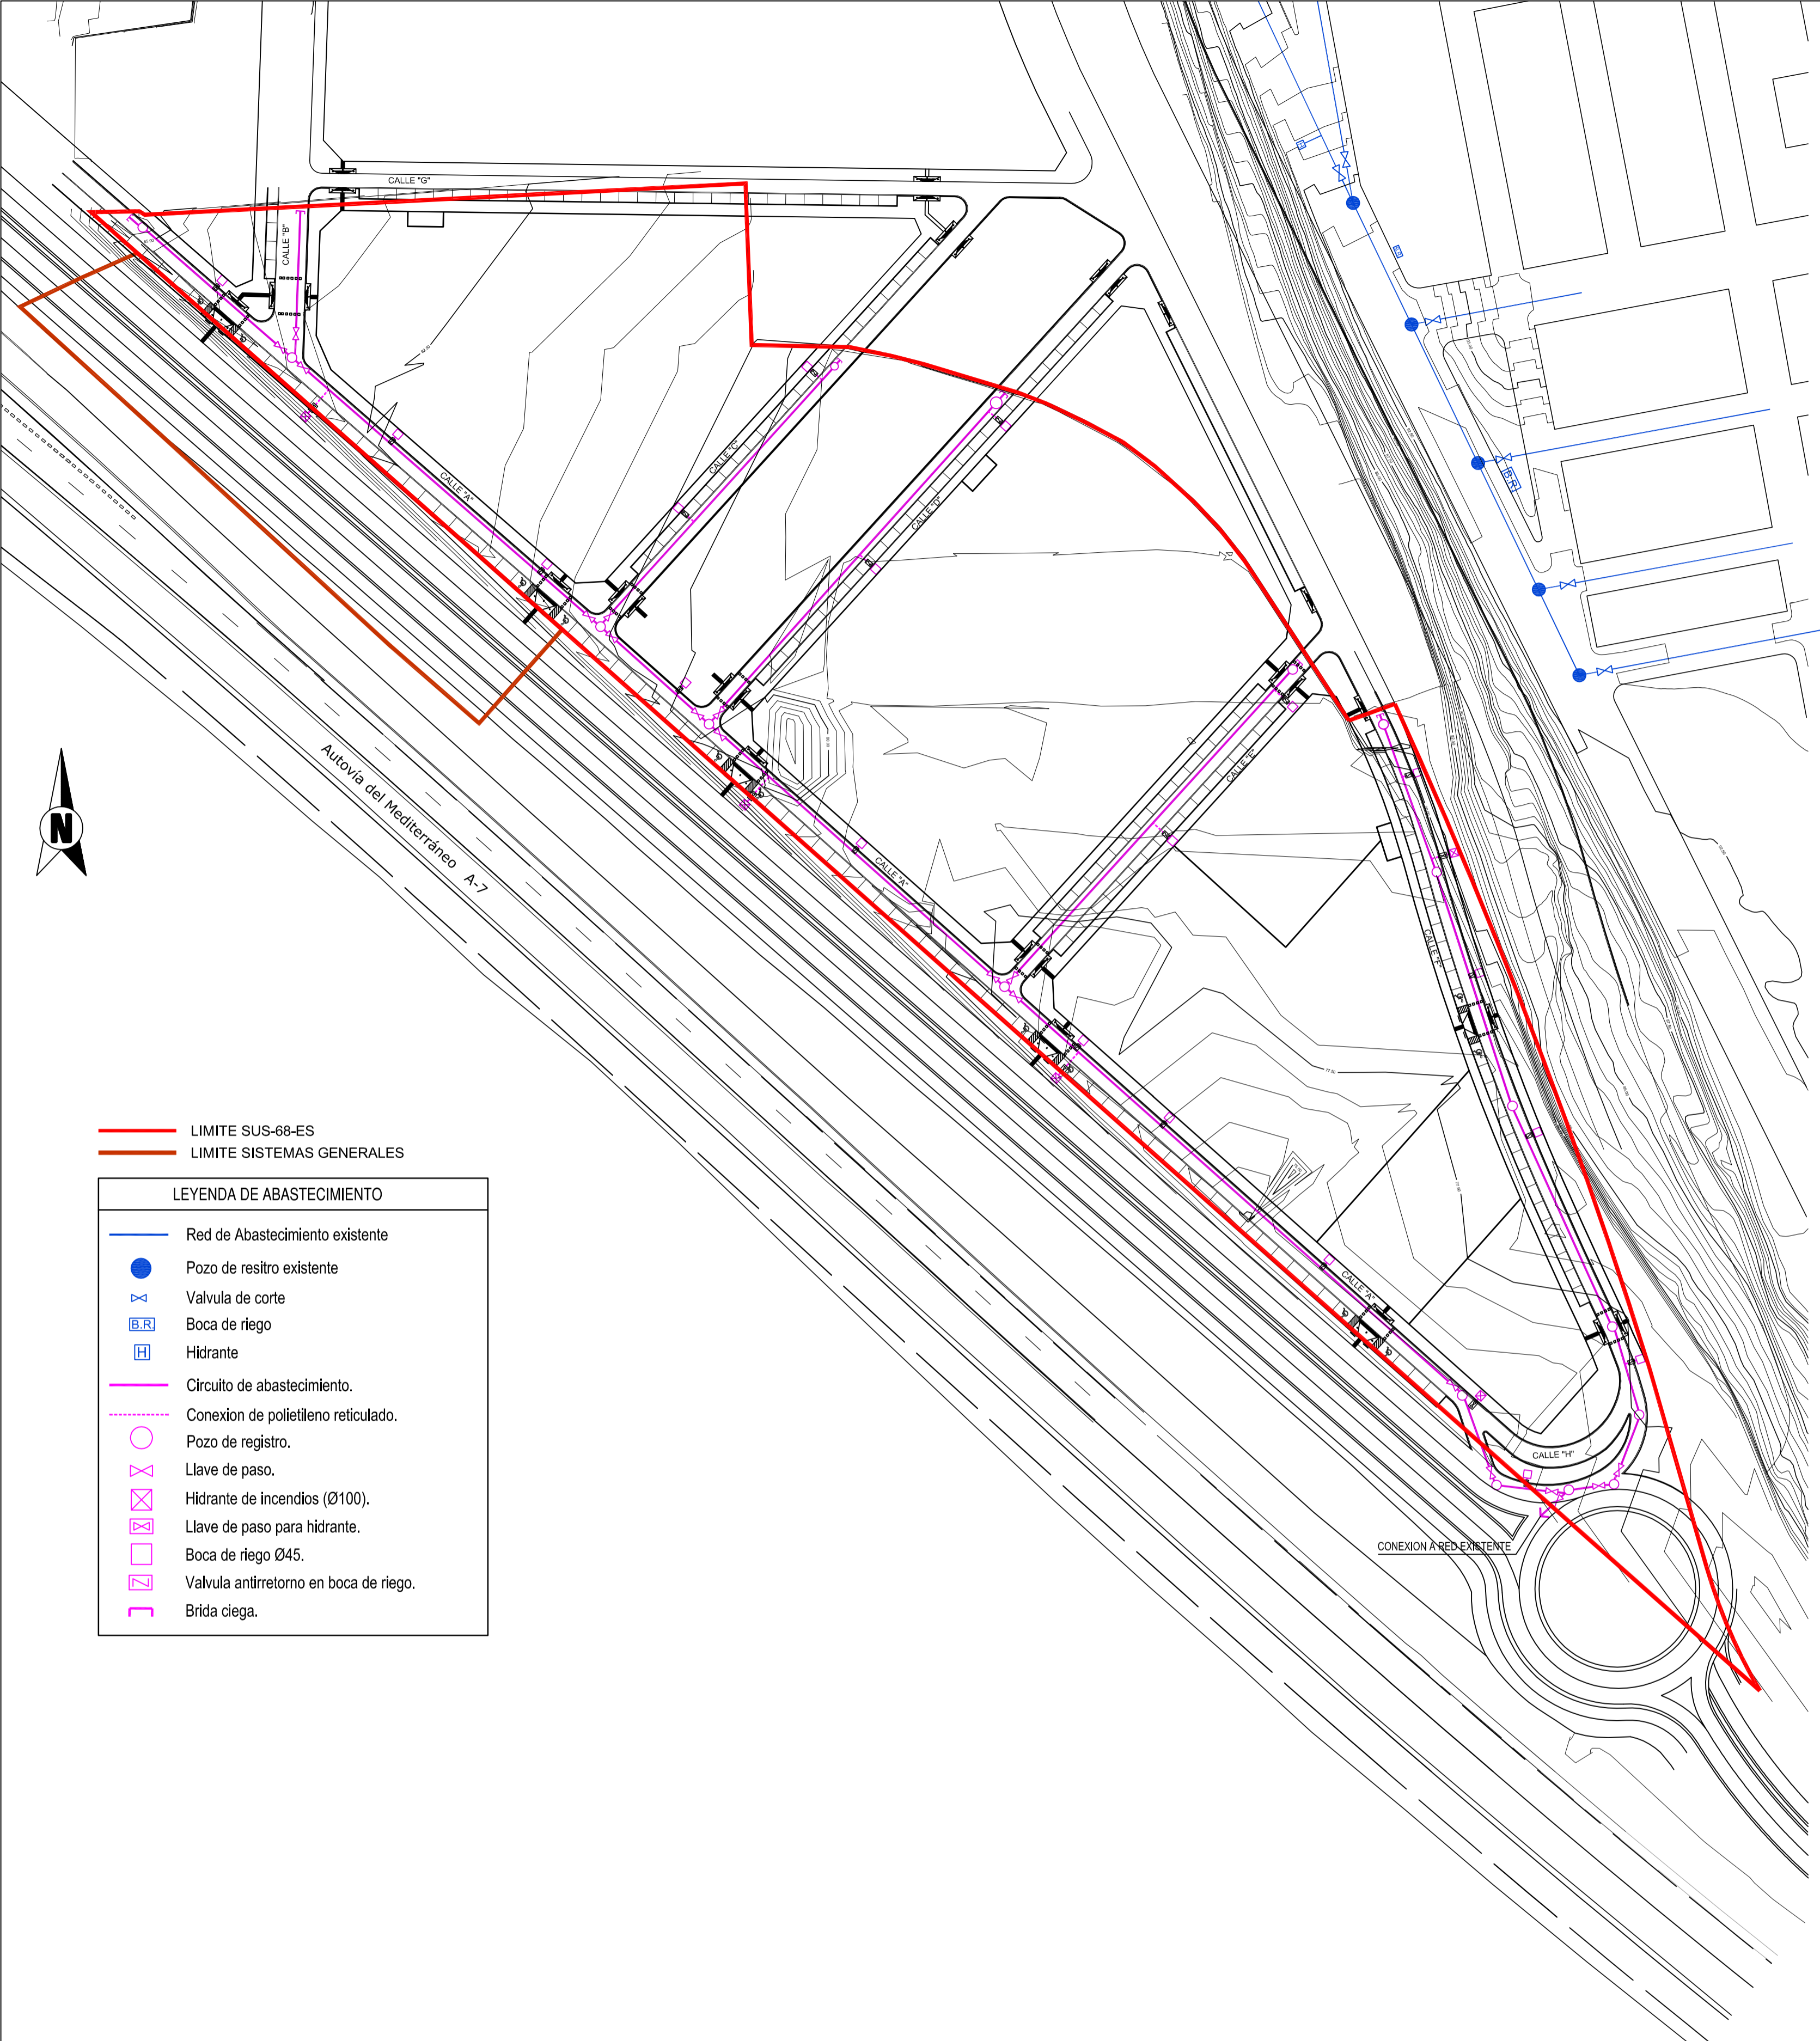 CALLE "G"
CALLE "B"
CALLE "C"
CALLE "A"
CALLE "D"
B.R.
CALLE "E"
Autovía del Mediterráneo A-7
N
CALLE "A"
CALLE "F"
LIMITE SUS-68-ES
LIMITE SISTEMAS GENERALES
LEYENDA DE ABASTECIMIENTO
Red de Abastecimiento existente
Pozo de resitro existente
Valvula de corte
B.R. Boca de riego
H Hidrante
Circuito de abastecimiento.
Conexion de polietileno reticulado.
Pozo de registro.
Llave de paso.
Hidrante de incendios (Ø100).
Llave de paso para hidrante.
Boca de riego Ø45.
Valvula antirretorno en boca de riego.
Brida ciega.
CALLE "A"
CALLE "H"
CONEXION A RED EXISTENTE